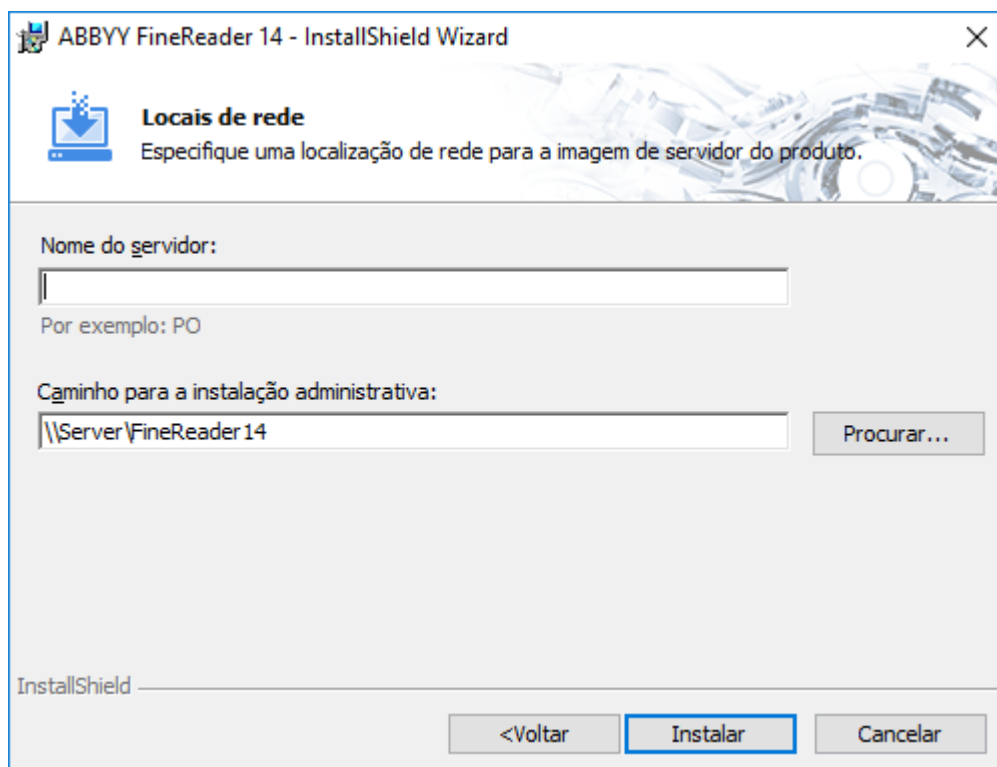 ABBYY FineReader 14 - InstallShield Wizard
Locais de rede
Especifique uma localização de rede para a imagem de servidor do produto.
Nome do servidor:
Por exemplo: PO
Caminho para a instalação administrativa:
\\Server\FineReader14
Procurar...
InstallShield
<Voltar
Instalar
Cancelar